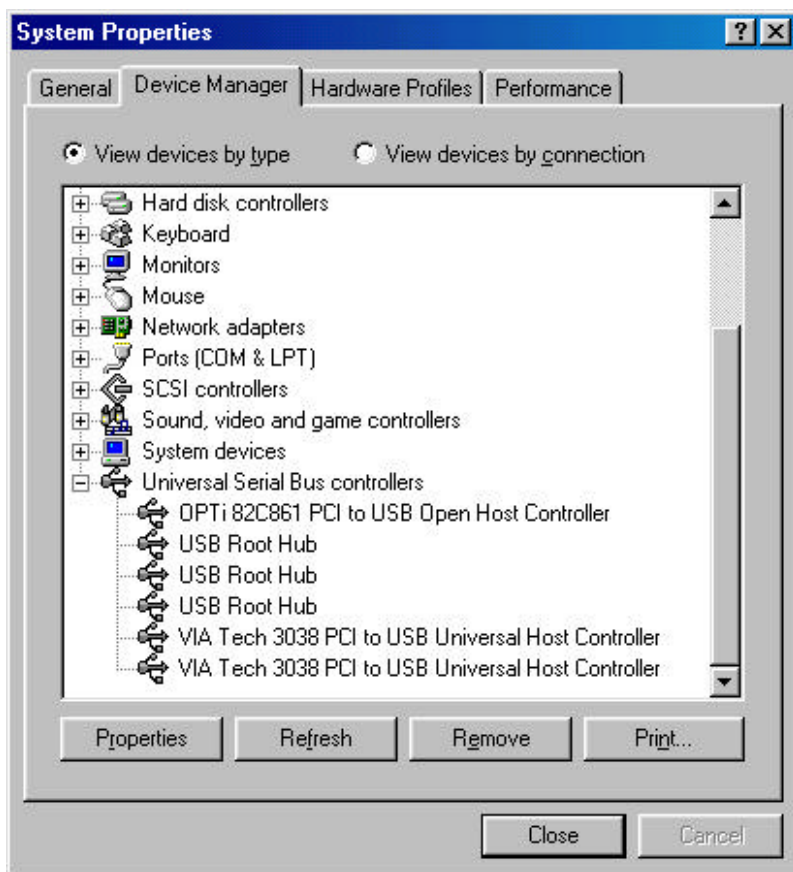 System Properties
General Device Manager Hardware Profiles Performance
View devices by type View devices by connection
Hard disk controllers
Keyboard
Monitors
Mouse
Network adapters
Ports (COM & LPT)
SCSI controllers
Sound, video and game controllers
System devices
Universal Serial Bus controllers
OPTi 82C861 PCI to USB Open Host Controller
USB Root Hub
USB Root Hub
USB Root Hub
VIA Tech 3038 PCI to USB Universal Host Controller
VIA Tech 3038 PCI to USB Universal Host Controller
Properties Refresh Remove Print...
Close Cancel